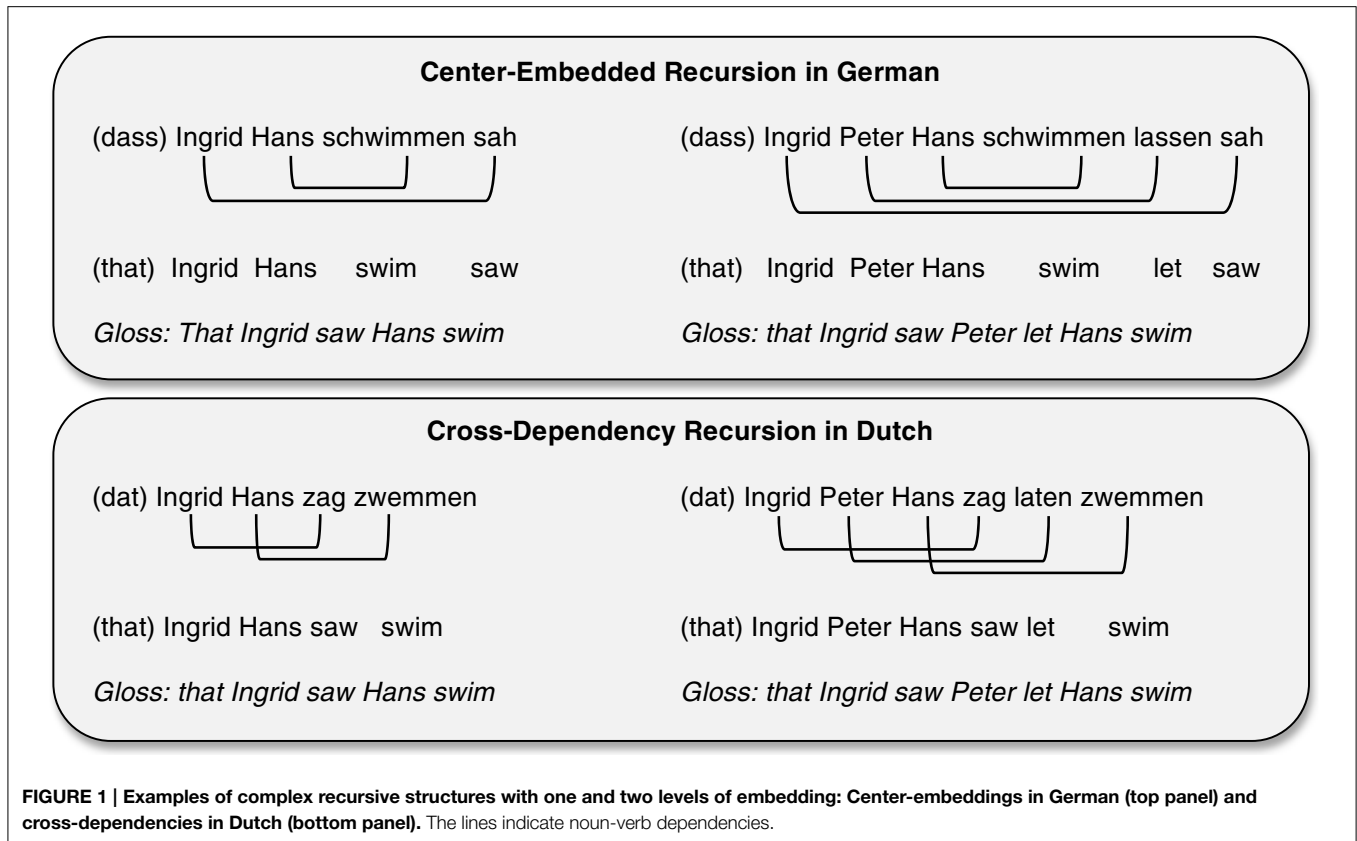 Center-Embedded Recursion in German
(dass) Ingrid Hans schwimmen sah
(that) Ingrid Hans swim saw
Gloss: That Ingrid saw Hans swim
(dass) Ingrid Peter Hans schwimmen lassen sah
(that) Ingrid Peter Hans swim let saw
Gloss: that Ingrid saw Peter let Hans swim
Cross-Dependency Recursion in Dutch
(dat) Ingrid Hans zag zwemmen
(that) Ingrid Hans saw swim
Gloss: that Ingrid saw Hans swim
(dat) Ingrid Peter Hans zag laten zwemmen
(that) Ingrid Peter Hans saw let swim
Gloss: that Ingrid saw Peter let Hans swim
FIGURE 1 | Examples of complex recursive structures with one and two levels of embedding: Center-embeddings in German (top panel) and
cross-dependencies in Dutch (bottom panel). The lines indicate noun-verb dependencies.